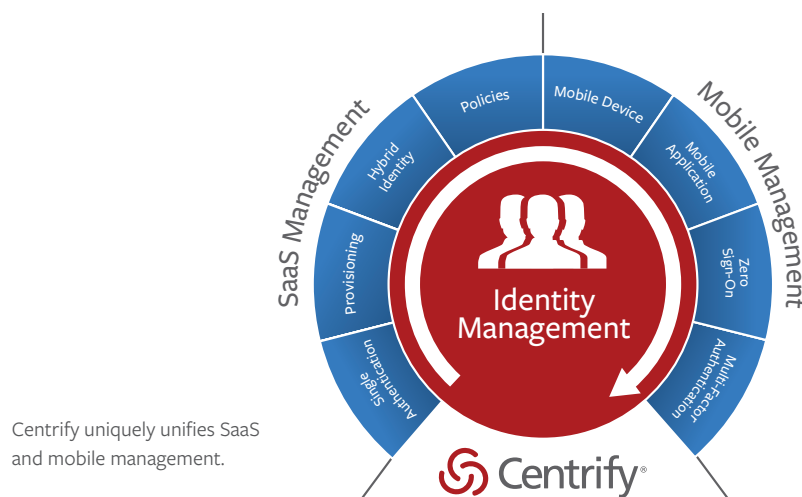 SaaS Management
Mobile Management
Single
Authentication
Provisioning
Hybrid
Identity
Policies
Mobile Device
Mobile
Application
Zero
Sign-On
Multi-Factor
Authentication
Identity
Management
Centrify uniquely unifies SaaS
and mobile management.
Centrify®